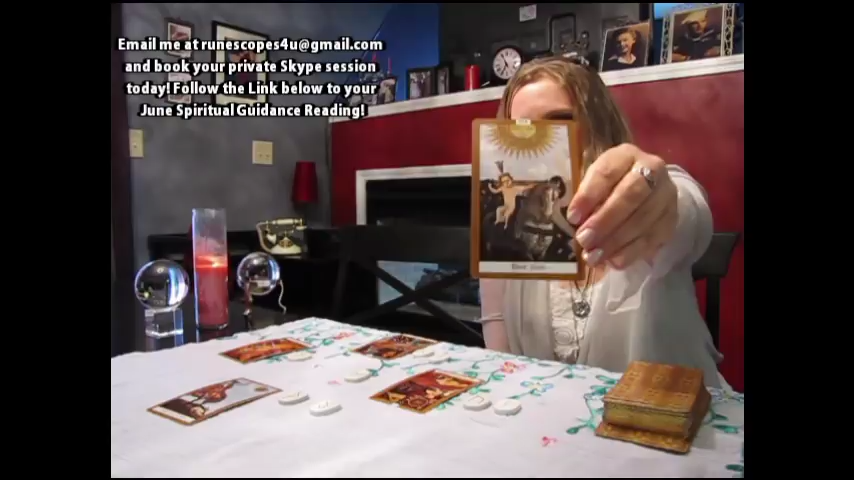 Email me at runescopes4u@gmail.com
and book your private Skype session
today! Follow the Link below to your
June Spiritual Guidance Reading!